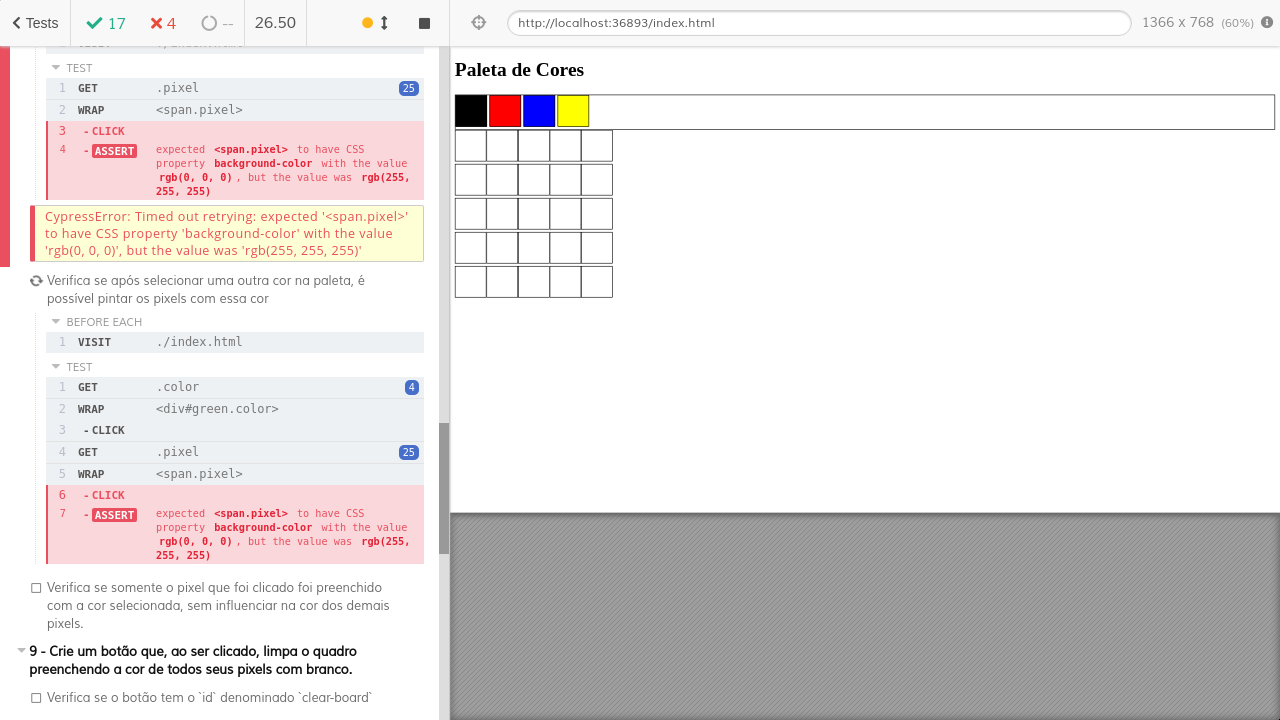 Tests
17
4
--
26.50
http://localhost:36893/index.html
1366 x 768 (60%)
TEST
1 GET .pixel 25
2 WRAP <span.pixel>
3 - CLICK
4 - ASSERT expected <span.pixel> to have CSS
property background-color with the value
rgb(0, 0, 0), but the value was rgb(255,
255, 255)
CypressError: Timed out retrying: expected '<span.pixel>'
to have CSS property 'background-color' with the value
'rgb(0, 0, 0)', but the value was 'rgb(255, 255, 255)'
Verifica se após selecionar uma outra cor na paleta, é
possível pintar os pixels com essa cor
BEFORE EACH
1 VISIT ./index.html
TEST
1 GET .color 4
2 WRAP <div#green.color>
3 - CLICK
4 GET .pixel 25
5 WRAP <span.pixel>
6 - CLICK
7 - ASSERT expected <span.pixel> to have CSS
property background-color with the value
rgb(0, 0, 0), but the value was rgb(255,
255, 255)
Verifica se somente o pixel que foi clicado foi preenchido
com a cor selecionada, sem influenciar na cor dos demais
pixels.
9 - Crie um botão que, ao ser clicado, limpa o quadro
preenchendo a cor de todos seus pixels com branco.
Verifica se o botão tem o `id` denominado `clear-board`
Paleta de Cores